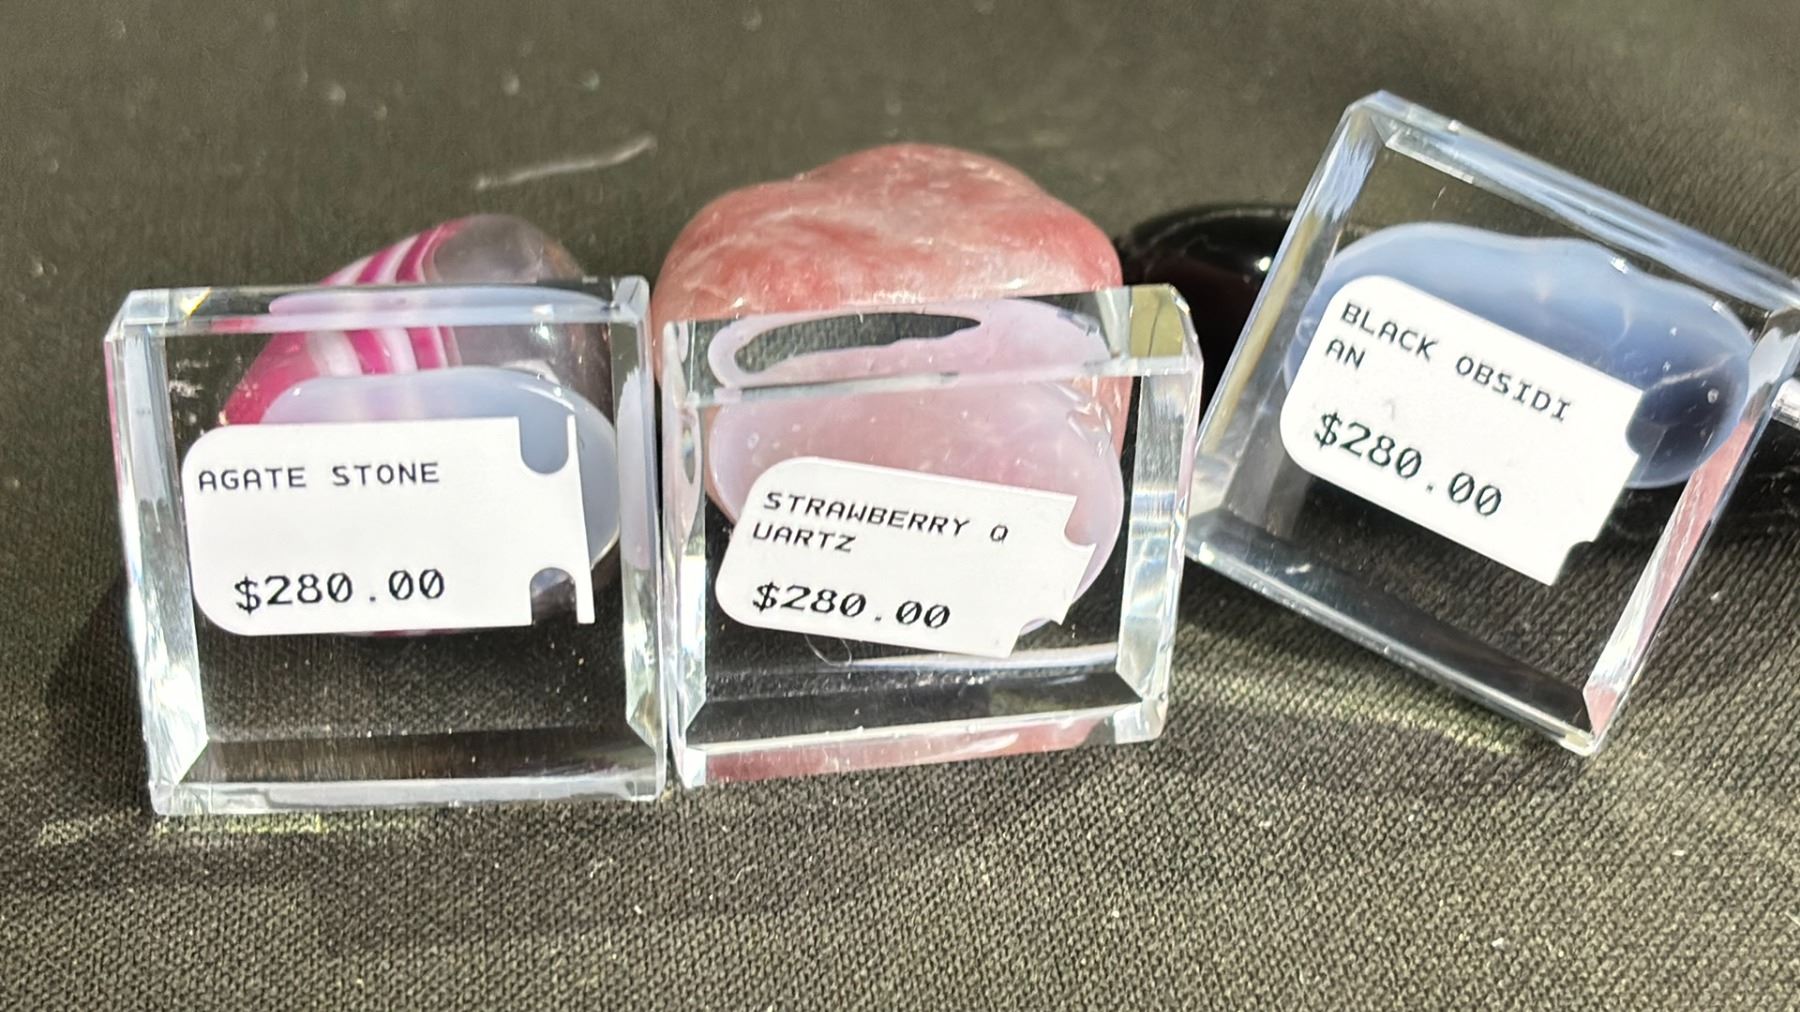 AGATE STONE
$280.00
STRAWBERRY Q
UARTZ
$280.00
BLACK OBSIDI
AN
$280.00